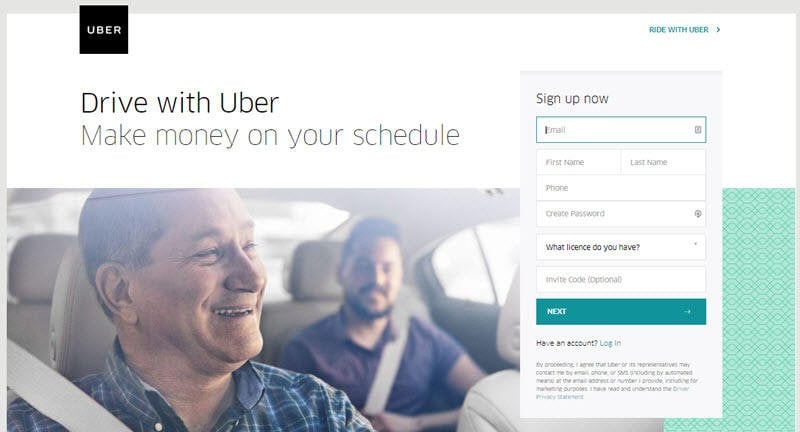 UBER
RIDE WITH UBER
Drive with Uber
Make money on your schedule
Sign up now
Email
First Name Last Name
Phone
Create Password
What licence do you have?
Invite Code (Optional)
NEXT
Have an account? Log In
By proceeding, I agree that Uber or its representatives may
contact me by email, phone, or SMS (including by automated
means) at the email address or number I provide, including for
marketing purposes. I have read and understand the Driver
Privacy Statement.